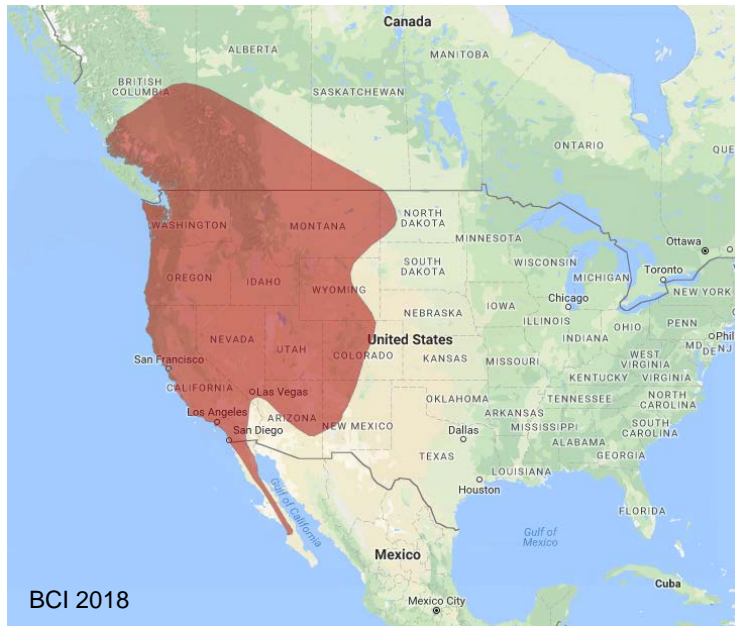 Canada
ALBERTA
MANITOBA
BRITISH
COLUMBIA
SASKATCHEWAN
ONTARIO
QUE
WASHINGTON
MONTANA
NORTH
DAKOTA
MINNESOTA
Ottawa
OREGON
IDAHO
SOUTH
DAKOTA
WISCONSIN
MICHIGAN
Toronto
WYOMING
NEW YORK
Chicago
IOWA
NEBRASKA
ILLINOIS
OHIO
PENN
NEVADA
United States
INDIANA
Phil
MD
DE
NJ
UTAH
San Francisco
COLORADO
KANSAS
MISSOURI
WEST
VIRGINIA
KENTUCKY
VIRGINIA
CALIFORNIA
Las Vegas
OKLAHOMA
TENNESSEE
NORTH
CAROLINA
Los Angeles
ARIZONA
NEW MEXICO
ARKANSAS
MISSISSIPPI
SOUTH
CAROLINA
San Diego
Dallas
ALABAMA
TEXAS
GEORGIA
LOUISIANA
Houston
Gulf of
California
FLORIDA
Gulf of
Mexico
Mexico
Cuba
Mexico City
BCI 2018